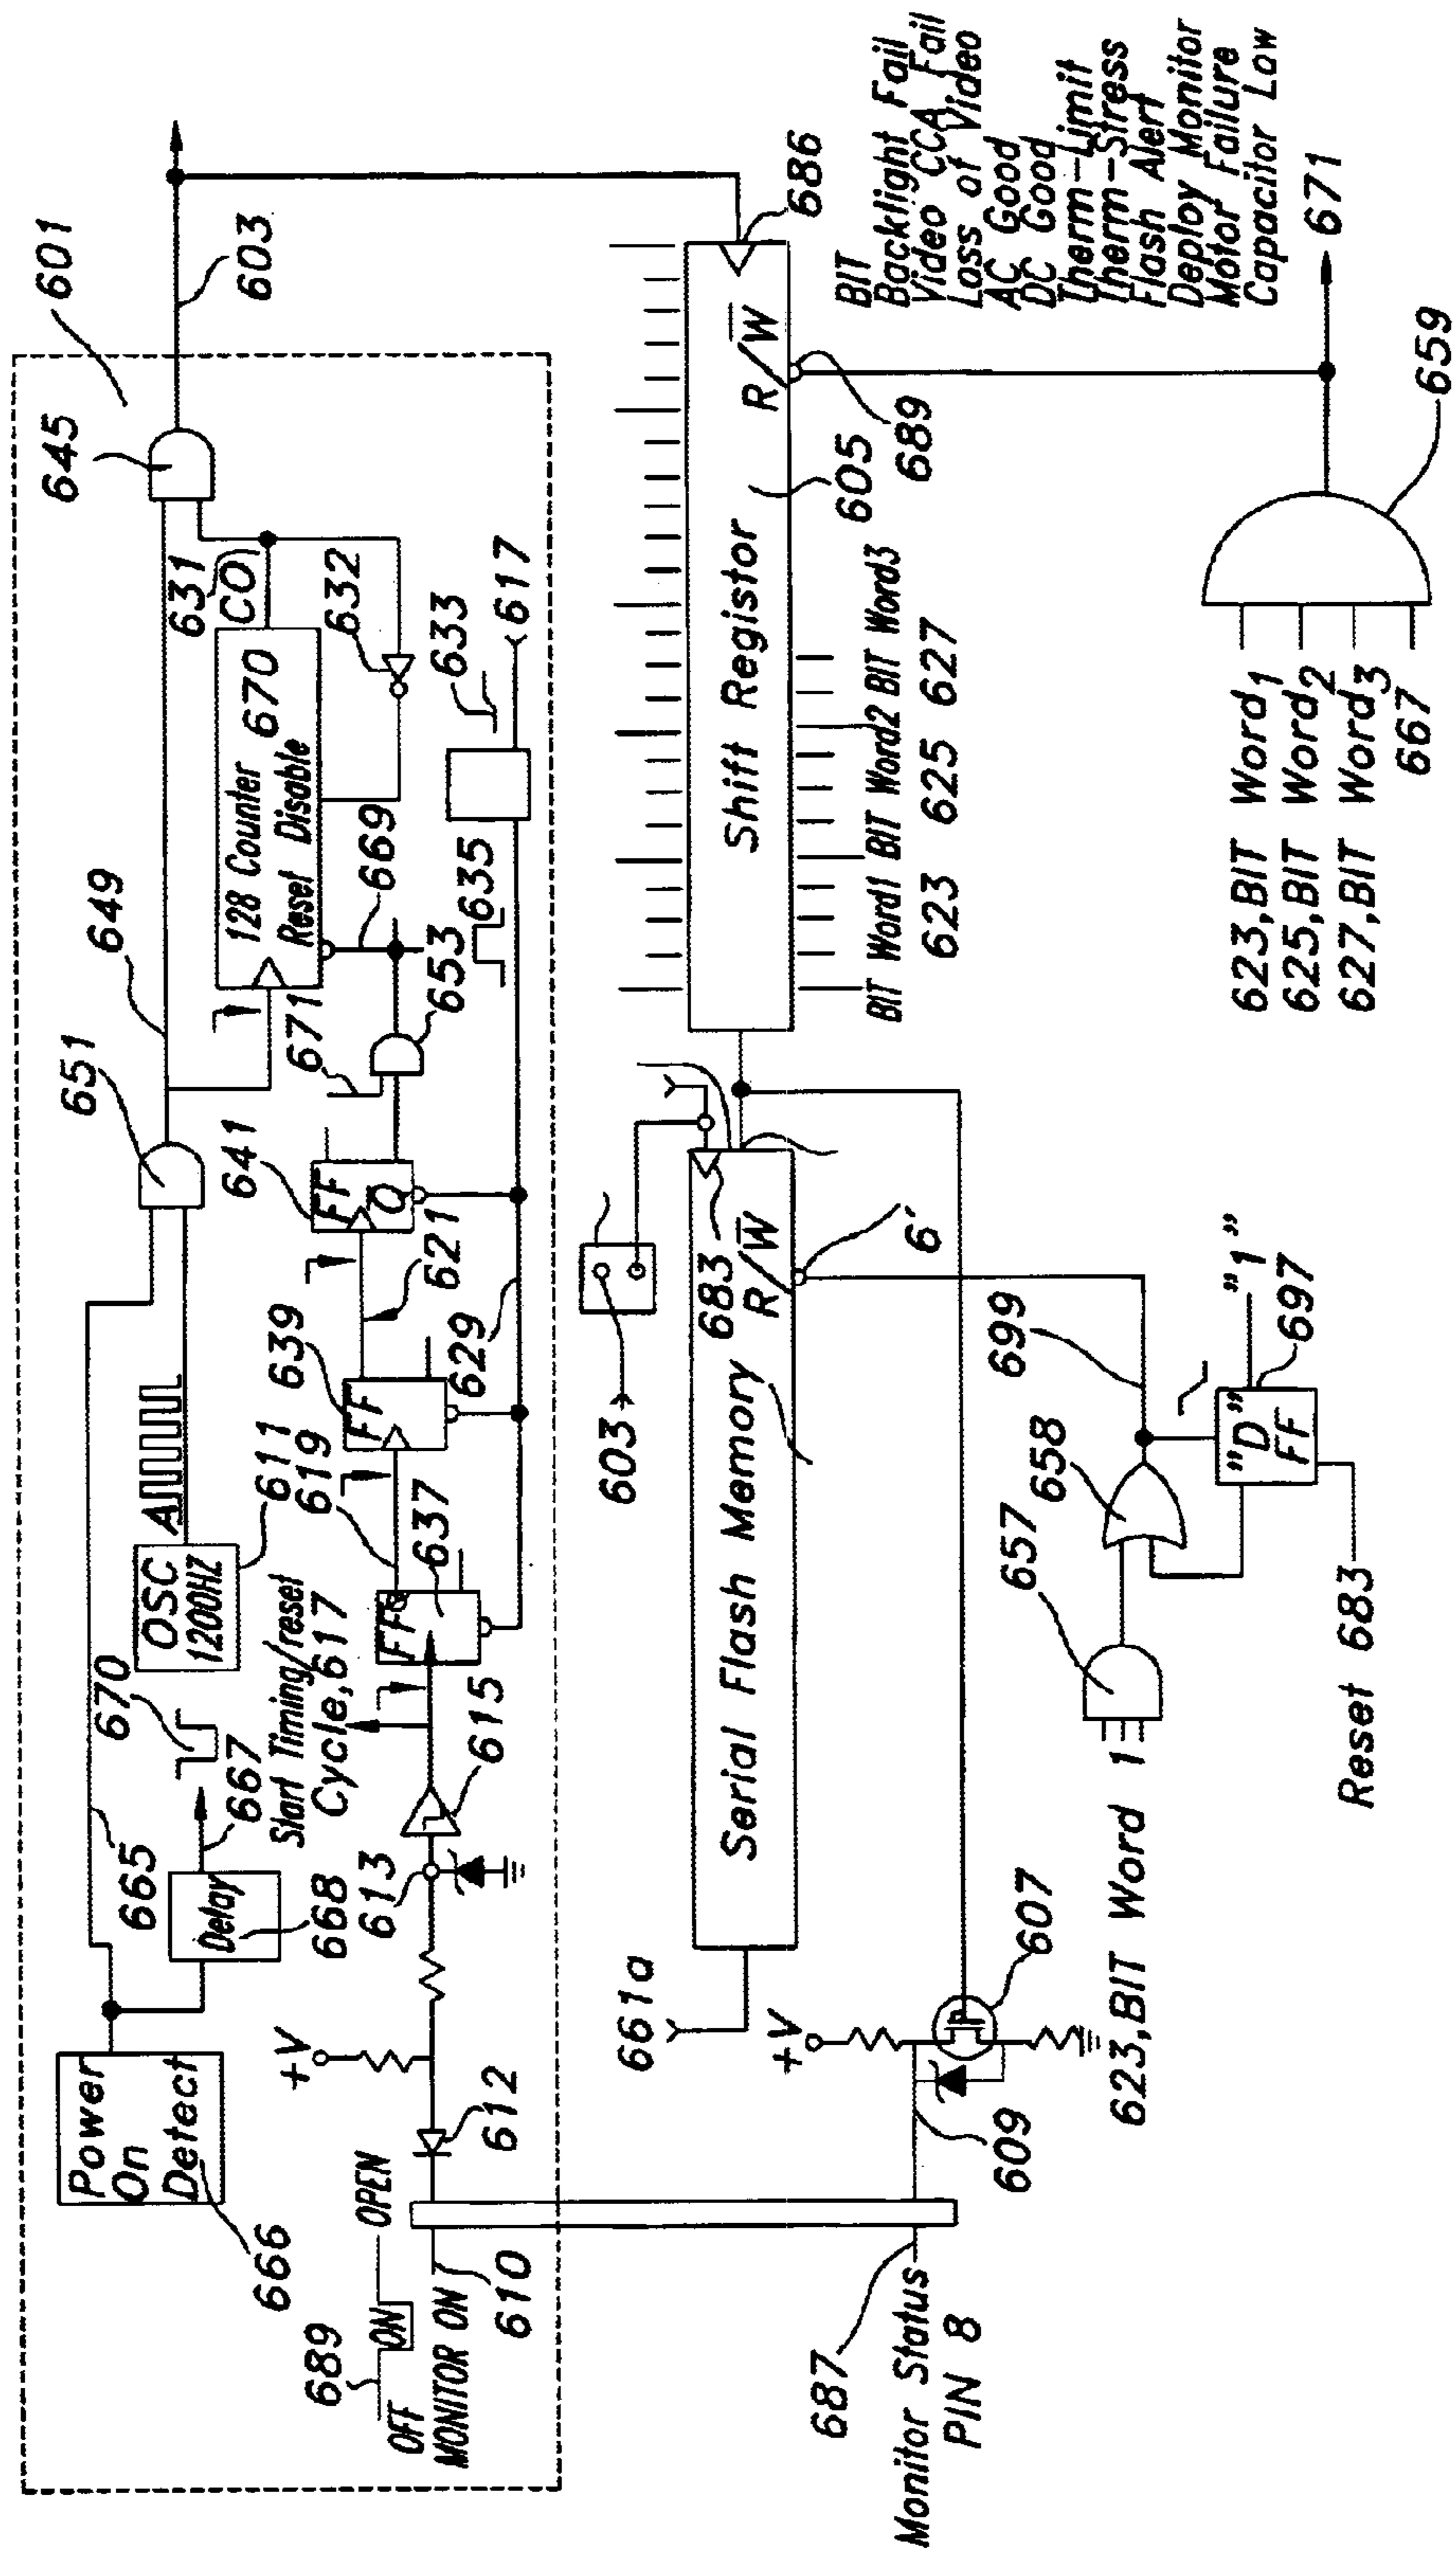 601
603
645
649
651
665
666
Power
On
Detect
670
667
Delay
668
OSC
1200HZ
A
611
631
CO
128 Counter 670
Reset Disable
632
669
671
653
635
633
617
641
FF
Q
621
639
FF
619
629
637
FF
Start Timing/reset
Cycle,617
615
613
+V
612
OPEN
689
ON
OFF
MONITOR ON
610
686
Shift Registor
R/W
605
689
BIT Word1 BIT Word2 BIT Word3
623 625 627
BIT
Backlight Fail
Video CCA Fail
Loss of Video
AC Good
DC Good
Therm-Limit
Therm-Stress
Flash Alert
Deploy Monitor
Motor Failure
Capacitor Low
671
659
623,BIT Word1
625,BIT Word2
627,BIT Word3
667
603
683
Serial Flash Memory
R/W
6'
661a
+V
607
609
687
Monitor Status
PIN 8
699
658
657
623,BIT Word 1
"D"
FF
"1"
697
Reset 683